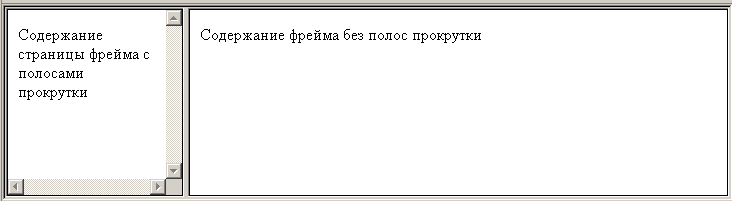 Содержание
страницы фрейма с
полосами
прокрутки
Содержание фрейма без полос прокрутки